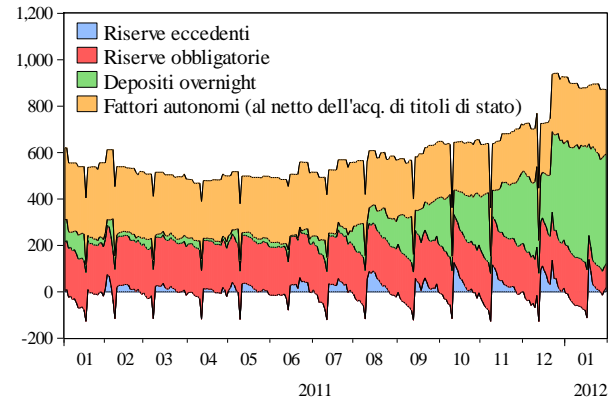 1,200
1,000
800
600
400
200
0
-200
Riserve eccedenti
Riserve obbligatorie
Depositi overnight
Fattori autonomi (al netto dell'acq. di titoli di stato)
01 02 03 04 05 06 07 08 09 10 11 12 01
2011 2012